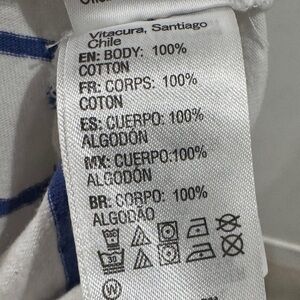 Vitacura, Santiago
Chile
EN: BODY: 100%
COTTON
FR: CORPS: 100%
COTON
ES: CUERPO: 100%
ALGODÓN
MX: CUERPO:100%
ALGODÓN
BR: CORPO: 100%
ALGODÃO
W